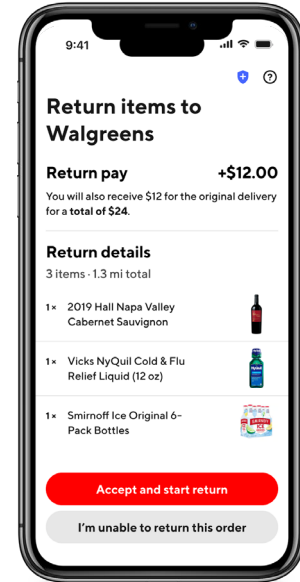 9:41
Return items to
Walgreens
Return pay +$12.00
You will also receive $12 for the original delivery
for a total of $24.
Return details
3 items · 1.3 mi total
1× 2019 Hall Napa Valley
Cabernet Sauvignon
1× Vicks NyQuil Cold & Flu
Relief Liquid (12 oz)
1× Smirnoff Ice Original 6-
Pack Bottles
Accept and start return
I'm unable to return this order